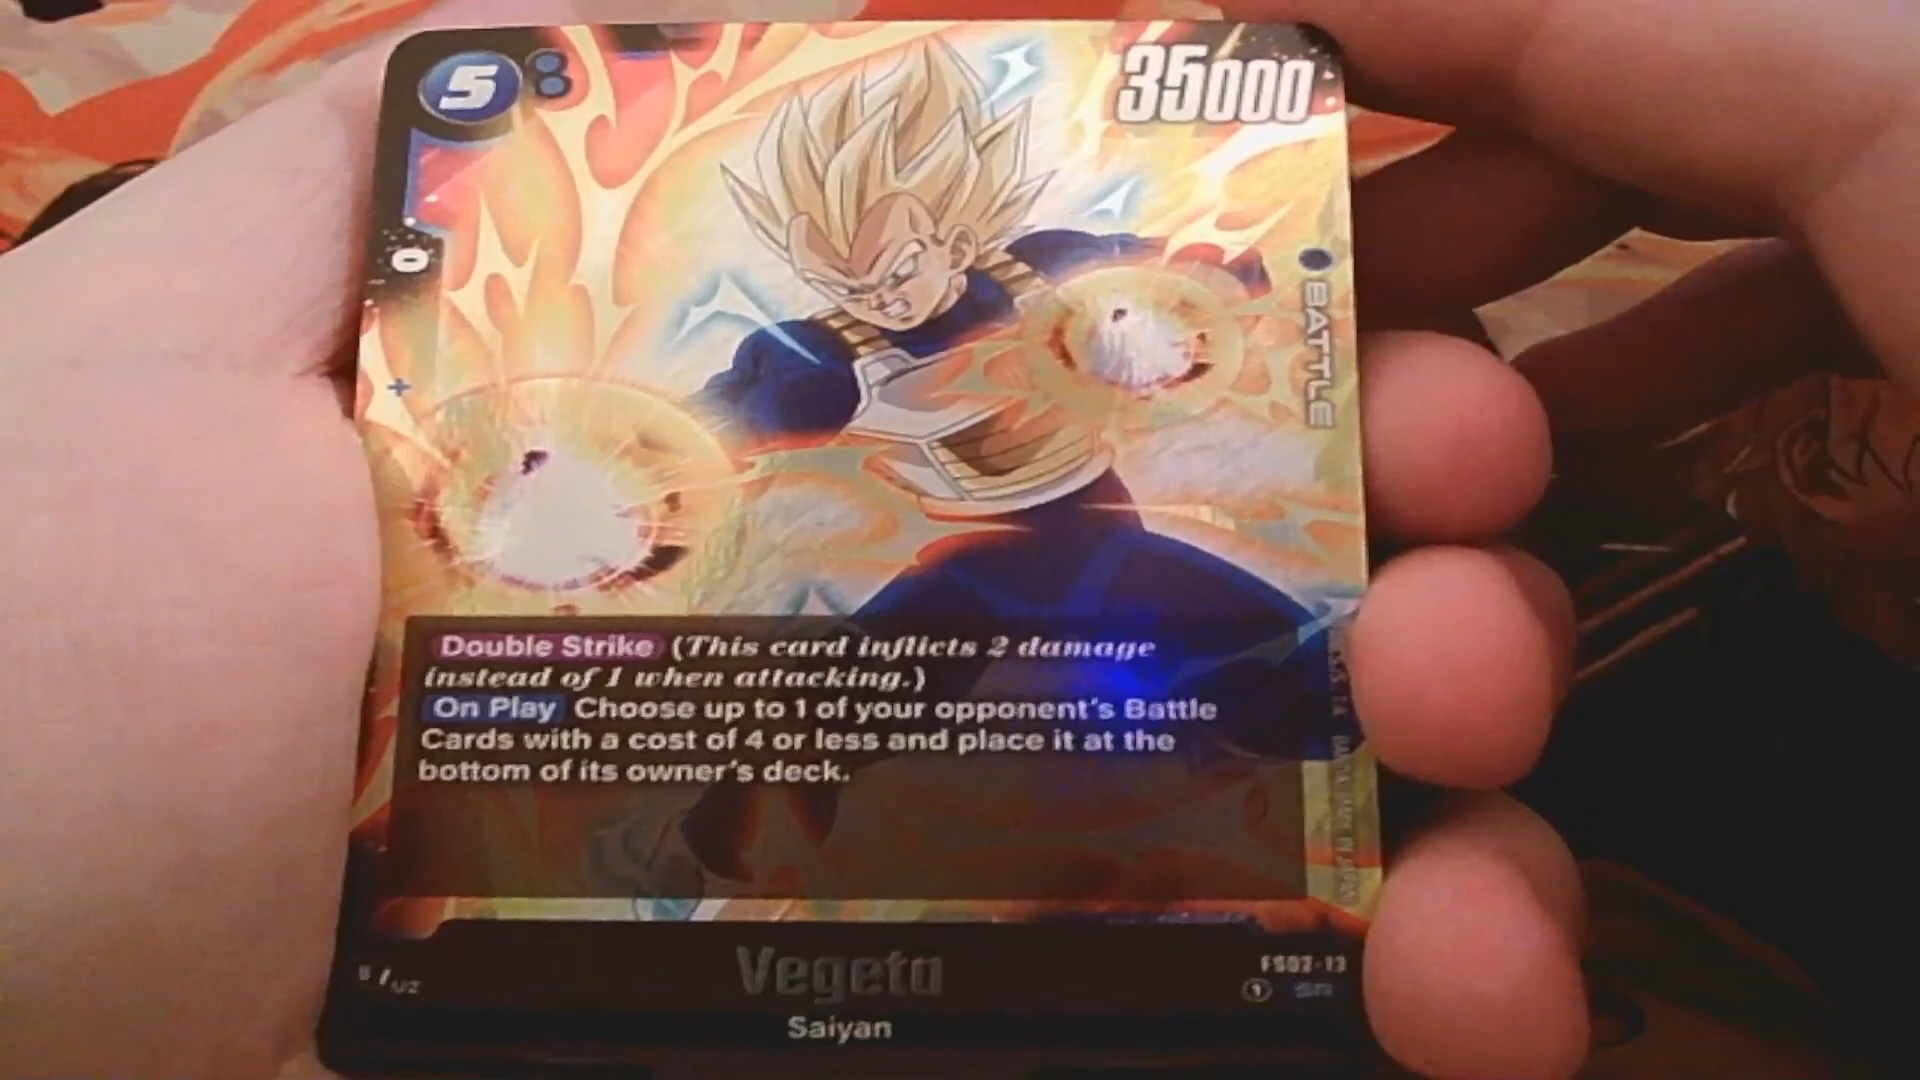 5
35000
0
+
BATTLE
Double Strike (This card inflicts 2 damage
instead of 1 when attacking.)
On Play Choose up to 1 of your opponent's Battle
Cards with a cost of 4 or less and place it at the
bottom of its owner's deck.
Vegeta
FS02-13
1 SR
Saiyan